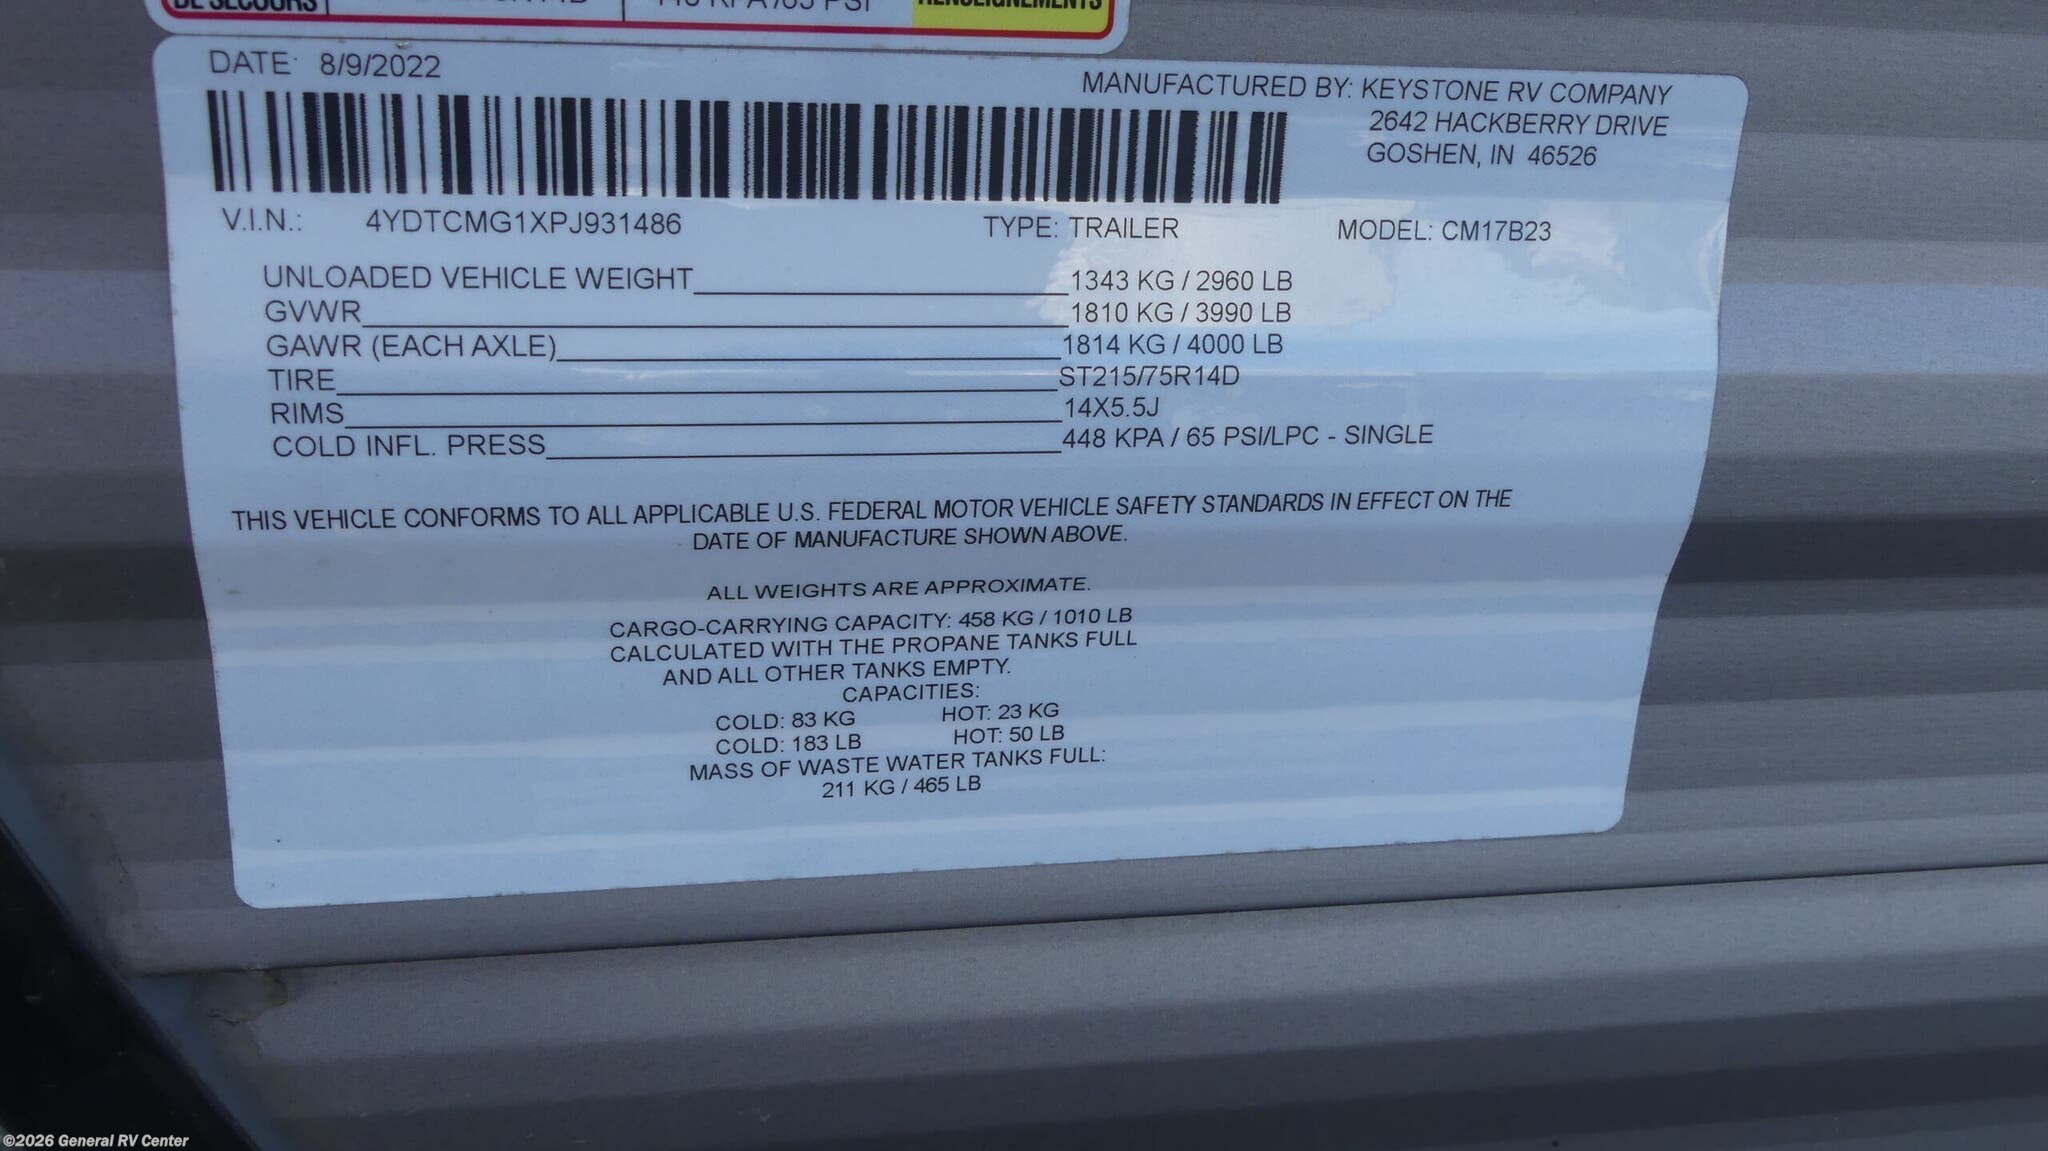 DE SECOURS
RENSEIGNEMENTS
DATE: 8/9/2022
MANUFACTURED BY: KEYSTONE RV COMPANY
2642 HACKBERRY DRIVE
GOSHEN, IN 46526
V.I.N.: 4YDTCMG1XPJ931486 TYPE: TRAILER MODEL: CM17B23
UNLOADED VEHICLE WEIGHT 1343 KG / 2960 LB
GVWR 1810 KG / 3990 LB
GAWR (EACH AXLE) 1814 KG / 4000 LB
TIRE ST215/75R14D
RIMS 14X5.5J
COLD INFL. PRESS 448 KPA / 65 PSI/LPC - SINGLE
THIS VEHICLE CONFORMS TO ALL APPLICABLE U.S. FEDERAL MOTOR VEHICLE SAFETY STANDARDS IN EFFECT ON THE
DATE OF MANUFACTURE SHOWN ABOVE.
ALL WEIGHTS ARE APPROXIMATE.
CARGO-CARRYING CAPACITY: 458 KG / 1010 LB
CALCULATED WITH THE PROPANE TANKS FULL
AND ALL OTHER TANKS EMPTY.
CAPACITIES:
COLD: 83 KG HOT: 23 KG
COLD: 183 LB HOT: 50 LB
MASS OF WASTE WATER TANKS FULL:
211 KG / 465 LB
©2026 General RV Center